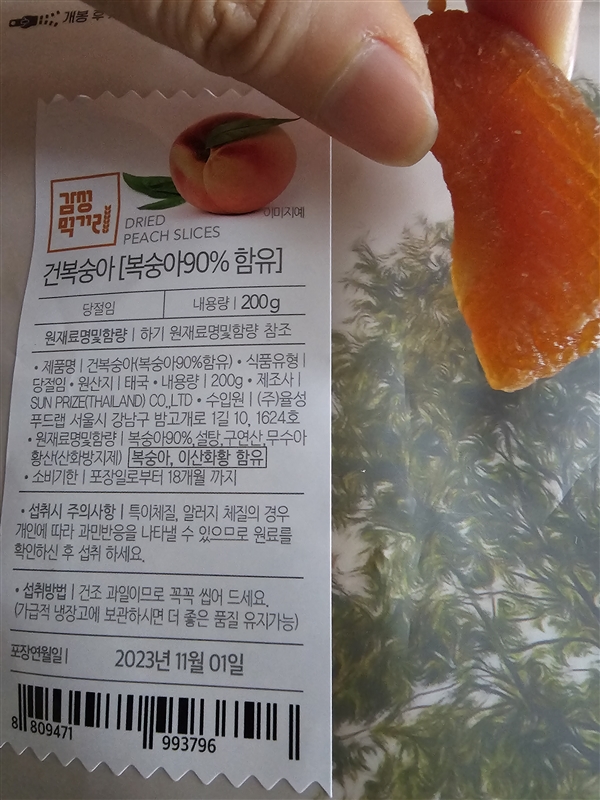 개봉 후
감성
먹거리
이미지예
DRIED
PEACH SLICES
건복숭아 [복숭아90% 함유]
당절임 내용량 | 200g
원재료명및함량 | 하기 원재료명및함량 참조
• 제품명 | 건복숭아(복숭아90%함유) • 식품유형 |
당절임 • 원산지 | 태국 • 내용량 | 200g • 제조사 |
SUN PRIZE(THAILAND) CO.,LTD • 수입원 | (주)율성
푸드랩 서울시 강남구 밤고개로 1길 10, 1624호
• 원재료명및함량 | 복숭아90%,설탕,구연산,무수아
황산(산화방지제) 복숭아, 이산화황 함유
• 소비기한 | 포장일로부터 18개월 까지
• 섭취시 주의사항 | 특이체질, 알러지 체질의 경우
개인에 따라 과민반응을 나타낼 수 있으므로 원료를
확인하신 후 섭취 하세요.
• 섭취방법 | 건조 과일이므로 꼭꼭 씹어 드세요.
(가급적 냉장고에 보관하시면 더 좋은 품질 유지가능)
포장연월일 | 2023년 11월 01일
8 809471 993796